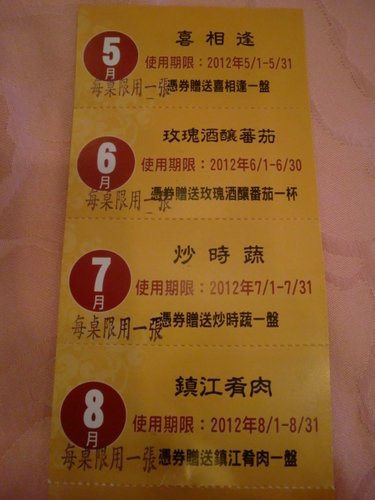 5月
喜相逢
使用期限：2012年5/1-5/31
每桌限用一張
憑券贈送喜相逢一盤
6月
玫瑰酒釀蕃茄
使用期限：2012年6/1-6/30
每桌限用一張
憑券贈送玫瑰酒釀番茄一杯
7月
炒時蔬
使用期限：2012年7/1-7/31
每桌限用一張
憑券贈送炒時蔬一盤
8月
鎮江肴肉
使用期限：2012年8/1-8/31
每桌限用一張
憑券贈送鎮江肴肉一盤